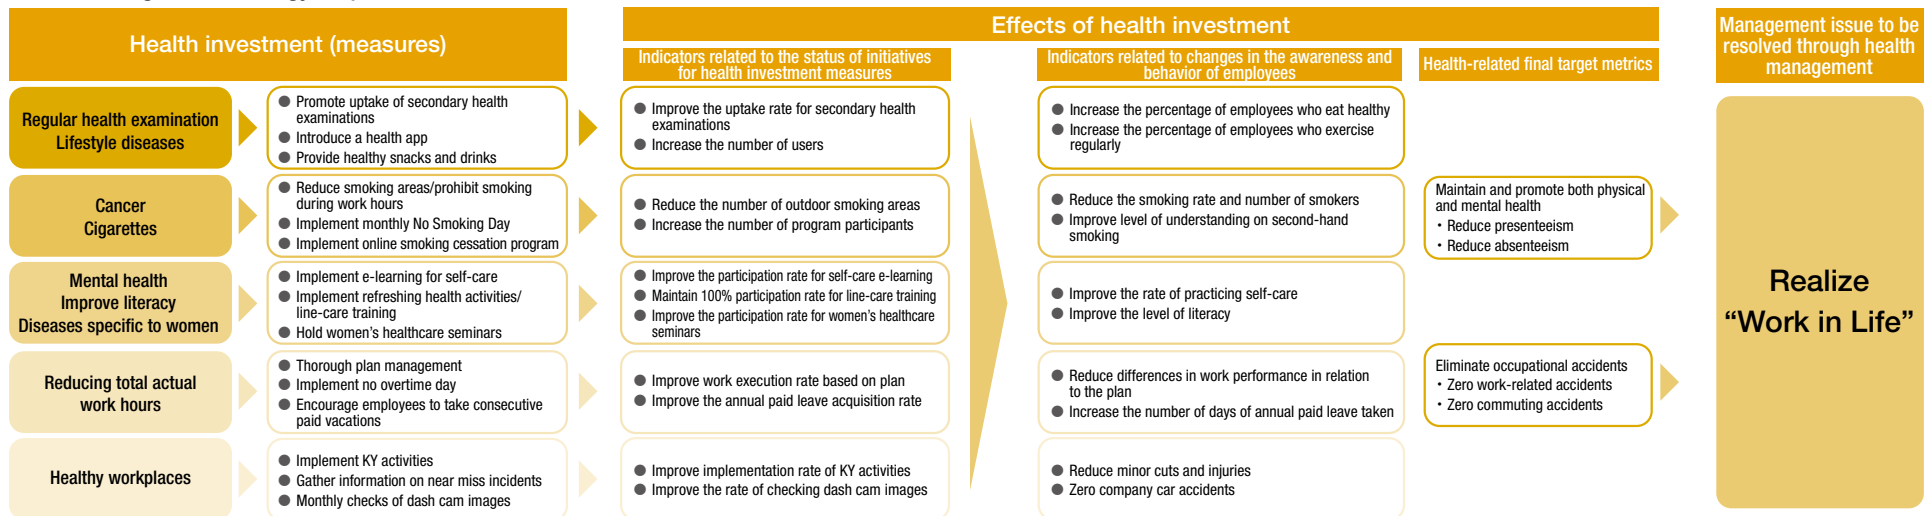 Health investment (measures)
Effects of health investment
Indicators related to the status of initiatives
for health investment measures
Indicators related to changes in the awareness and
behavior of employees
Health-related final target metrics
Management issue to be
resolved through health
management
Regular health examination
Lifestyle diseases
● Promote uptake of secondary health
examinations
● Introduce a health app
● Provide healthy snacks and drinks
● Improve the uptake rate for secondary health
examinations
● Increase the number of users
● Increase the percentage of employees who eat healthy
● Increase the percentage of employees who exercise
regularly
Cancer
Cigarettes
● Reduce smoking areas/prohibit smoking
during work hours
● Implement monthly No Smoking Day
● Implement online smoking cessation program
● Reduce the number of outdoor smoking areas
● Increase the number of program participants
● Reduce the smoking rate and number of smokers
● Improve level of understanding on second-hand
smoking
Mental health
Improve literacy
Diseases specific to women
● Implement e-learning for self-care
● Implement refreshing health activities/
line-care training
● Hold women's healthcare seminars
● Improve the participation rate for self-care e-learning
● Maintain 100% participation rate for line-care training
● Improve the participation rate for women's healthcare
seminars
● Improve the rate of practicing self-care
● Improve the level of literacy
Reducing total actual
work hours
● Thorough plan management
● Implement no overtime day
● Encourage employees to take consecutive
paid vacations
● Improve work execution rate based on plan
● Improve the annual paid leave acquisition rate
● Reduce differences in work performance in relation
to the plan
● Increase the number of days of annual paid leave taken
Healthy workplaces
● Implement KY activities
● Gather information on near miss incidents
● Monthly checks of dash cam images
● Improve implementation rate of KY activities
● Improve the rate of checking dash cam images
● Reduce minor cuts and injuries
● Zero company car accidents
Maintain and promote both physical
and mental health
・Reduce presenteeism
・Reduce absenteeism
Eliminate occupational accidents
・Zero work-related accidents
・Zero commuting accidents
Realize
“Work in Life”